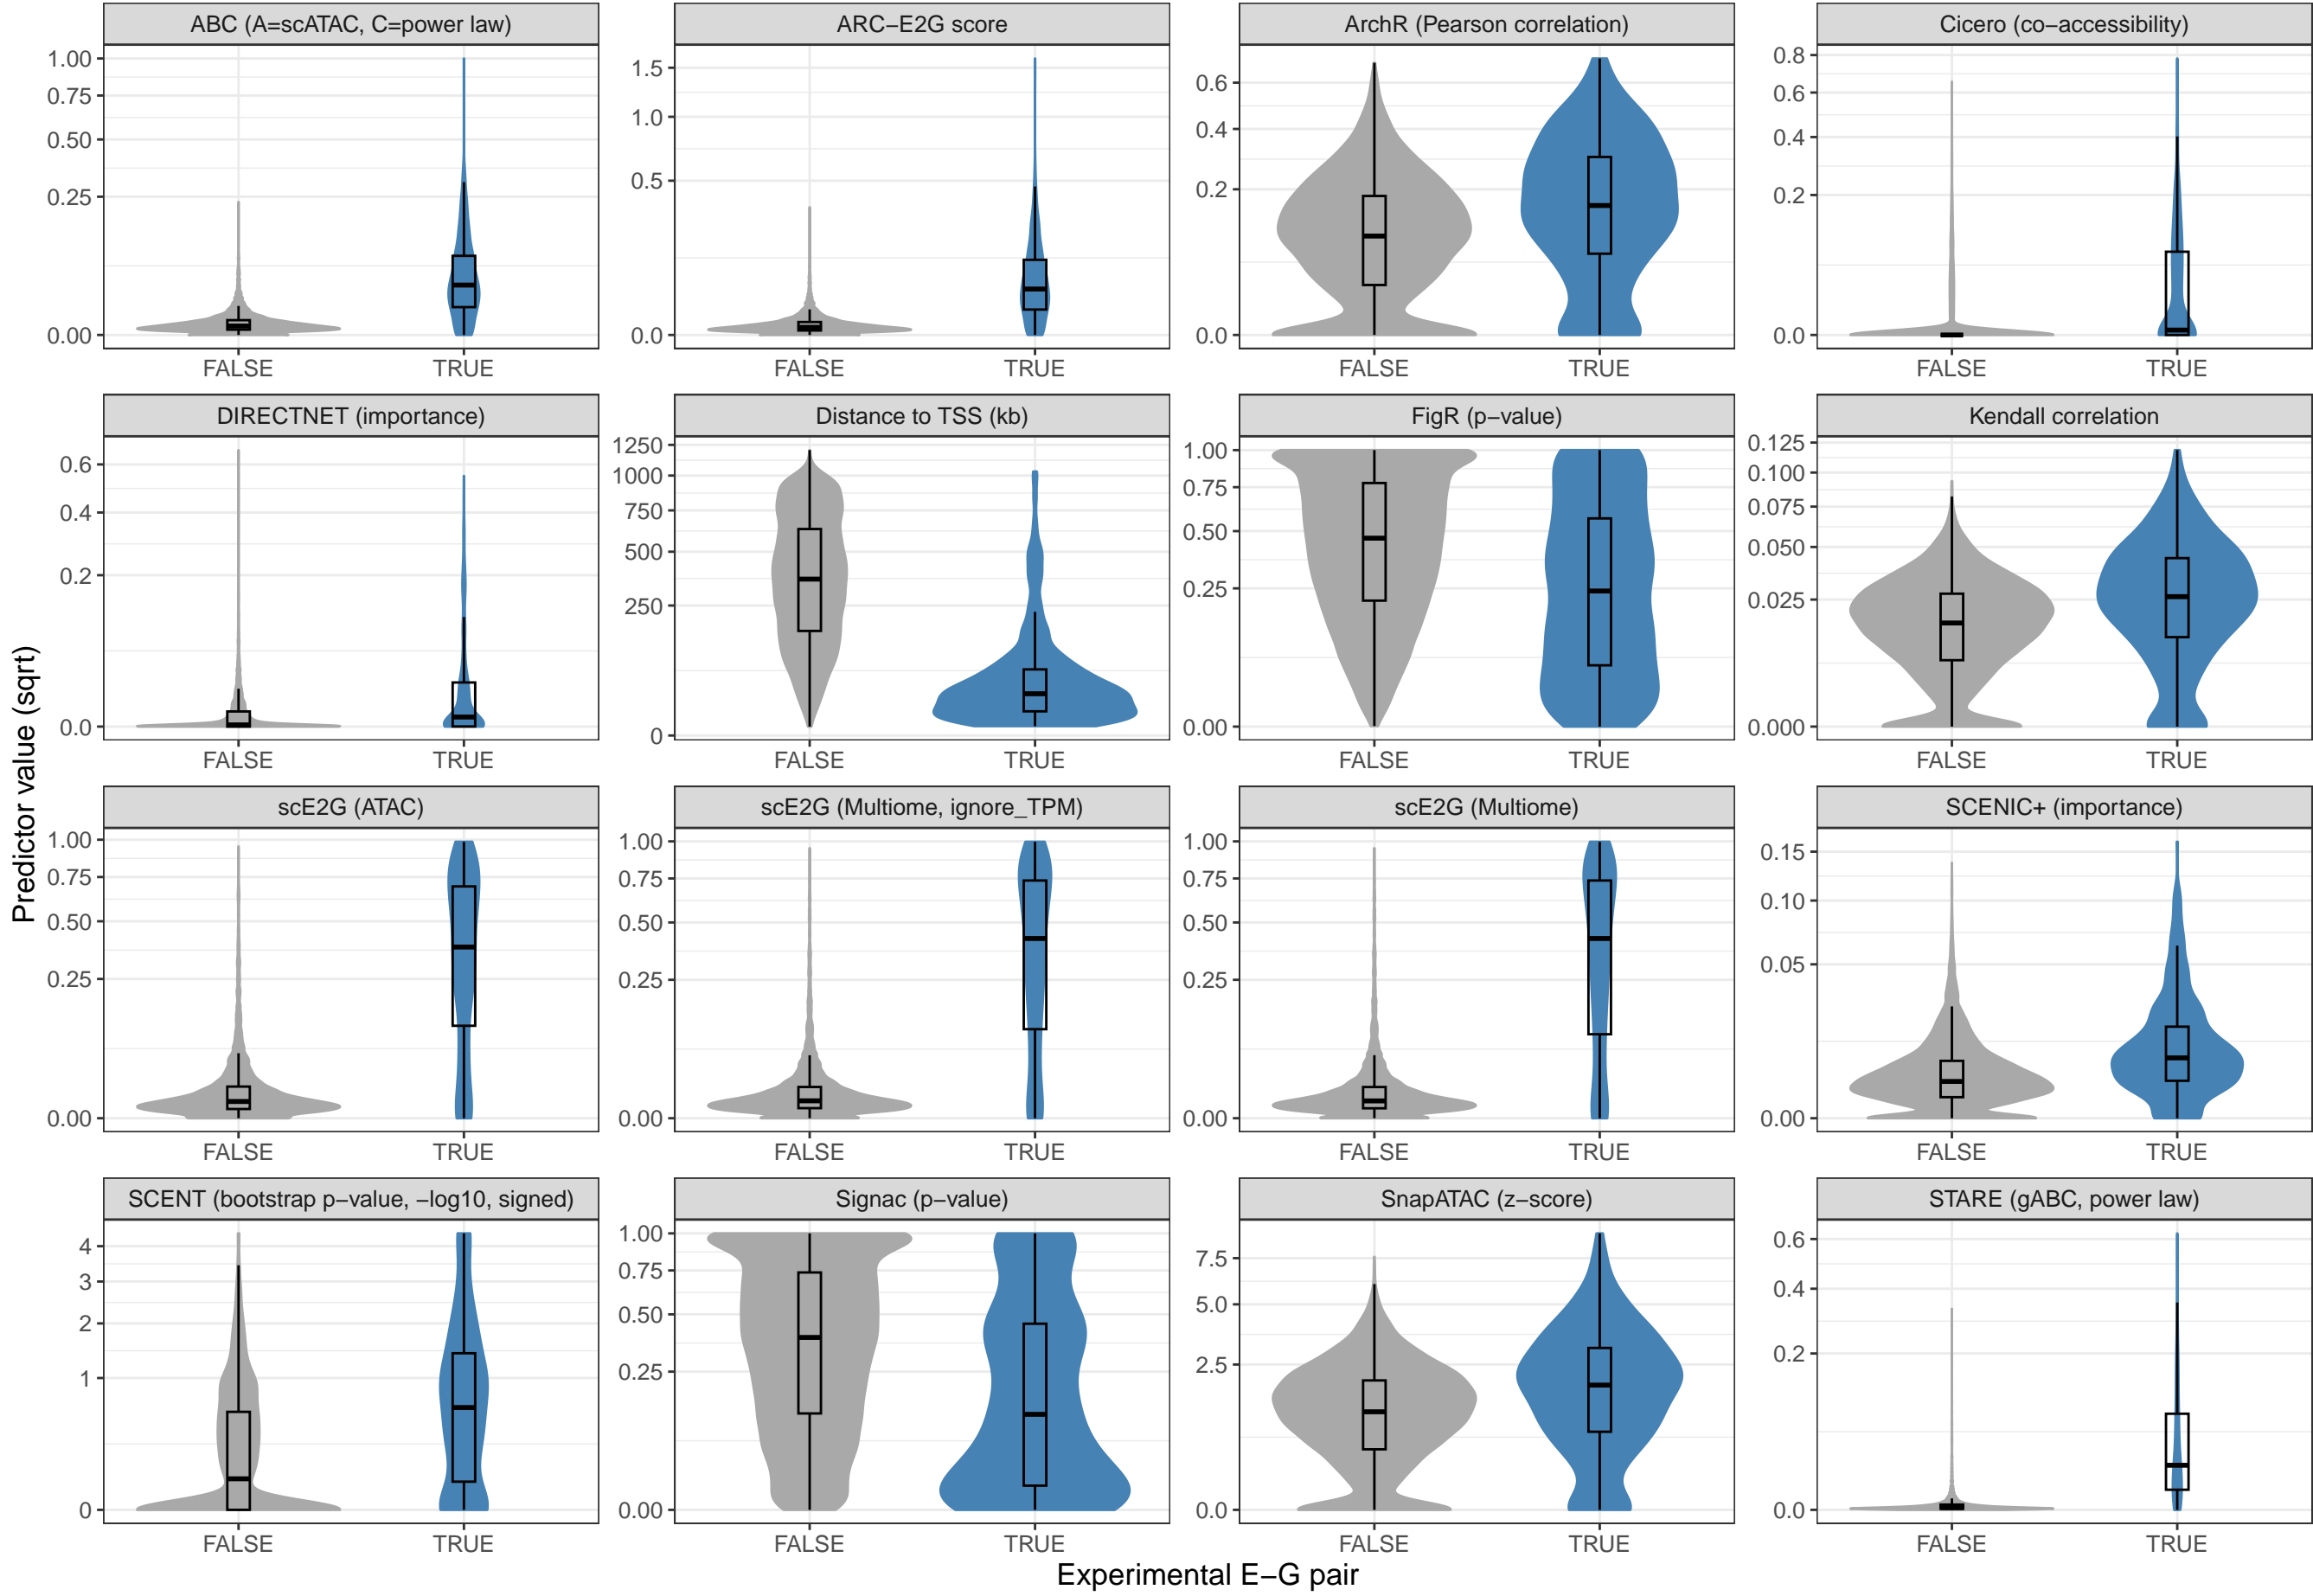 ABC (A=scATAC, C=power law)
1.00
0.75
0.50
0.25
0.00
FALSE TRUE
ARC−E2G score
1.5
1.0
0.5
0.0
FALSE TRUE
ArchR (Pearson correlation)
0.6
0.4
0.2
0.0
FALSE TRUE
Cicero (co−accessibility)
0.8
0.6
0.4
0.2
0.0
FALSE TRUE
DIRECTNET (importance)
0.6
0.4
0.2
0.0
FALSE TRUE
Distance to TSS (kb)
1250
1000
750
500
250
0
FALSE TRUE
FigR (p−value)
1.00
0.75
0.50
0.25
0.00
FALSE TRUE
Kendall correlation
0.125
0.100
0.075
0.050
0.025
0.000
FALSE TRUE
Predictor value (sqrt)
scE2G (ATAC)
1.00
0.75
0.50
0.25
0.00
FALSE TRUE
scE2G (Multiome, ignore_TPM)
1.00
0.75
0.50
0.25
0.00
FALSE TRUE
scE2G (Multiome)
1.00
0.75
0.50
0.25
0.00
FALSE TRUE
SCENIC+ (importance)
0.15
0.10
0.05
0.00
FALSE TRUE
SCENT (bootstrap p−value, −log10, signed)
4
3
2
1
0
FALSE TRUE
Signac (p−value)
1.00
0.75
0.50
0.25
0.00
FALSE TRUE
SnapATAC (z−score)
7.5
5.0
2.5
0.0
FALSE TRUE
STARE (gABC, power law)
0.6
0.4
0.2
0.0
FALSE TRUE
Experimental E−G pair